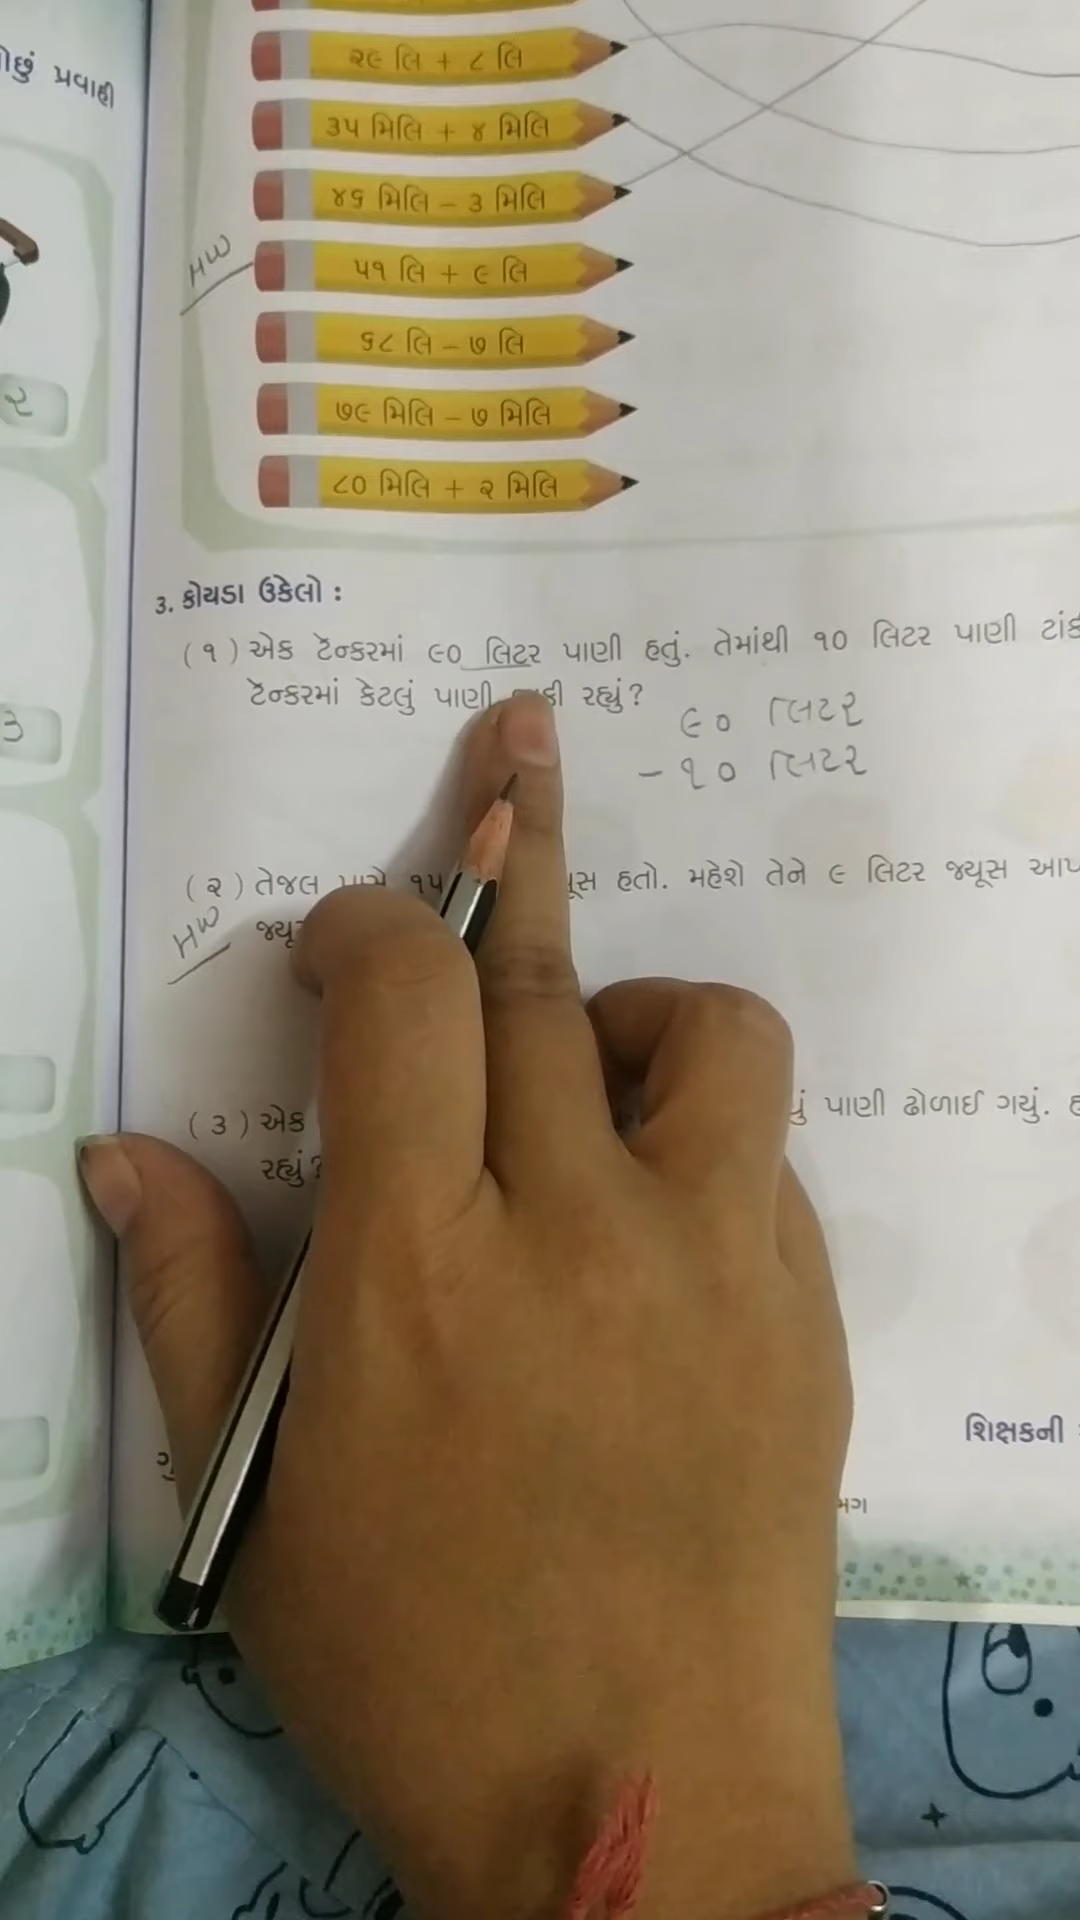 ોછું પ્રવાહી
૨૯ લિ + ૮ લિ
૩૫ મિલિ + ૪ મિલિ
૪૬ મિલિ – ૩ મિલિ
HW
૫૧ લિ + ૯ લિ
૬૮ લિ – ૭ લિ
૨
૭૯ મિલિ – ૭ મિલિ
૮૦ મિલિ + ૨ મિલિ
૩. કોયડા ઉકેલો :
(૧) એક ટૅન્કરમાં ૯૦ લિટર પાણી હતું. તેમાંથી ૧૦ લિટર પાણી
ટૅન્કરમાં કેટલું પાણી રહ્યું?
૩
૯૦ લિટર
– ૧૦ લિટર
(૨) તેજલ ૧૫ હતો. મહેશે તેને ૯ લિટર જ્યૂસ
HW
(૩) એક પાણી ઢોળાઈ ગયું.
રહ્યું?
શિક્ષકની